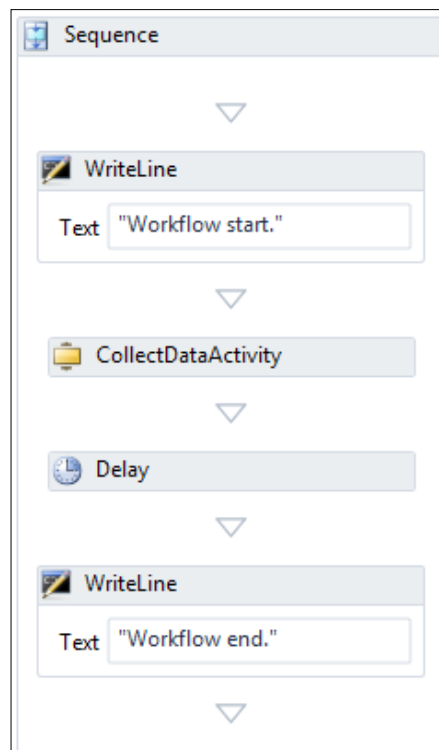 Sequence
WriteLine
Text "Workflow start."
CollectDataActivity
Delay
WriteLine
Text "Workflow end."